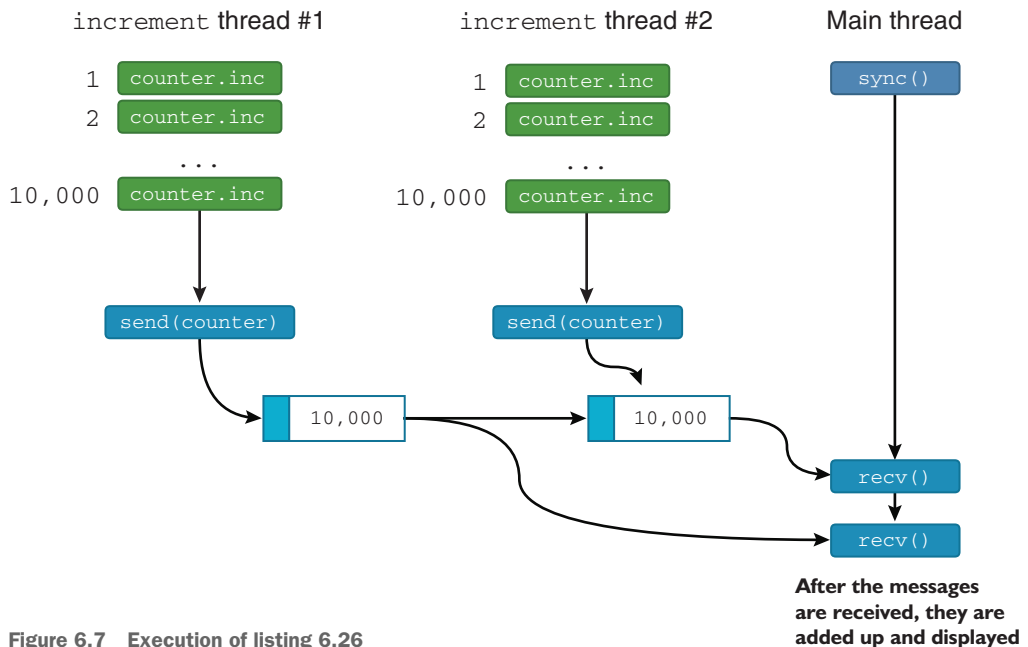 increment thread #1
increment thread #2
Main thread
1 counter.inc
2 counter.inc
...
10,000 counter.inc
send(counter)
10,000
1 counter.inc
2 counter.inc
...
10,000 counter.inc
send(counter)
10,000
sync()
recv()
recv()
After the messages
are received, they are
added up and displayed
Figure 6.7 Execution of listing 6.26